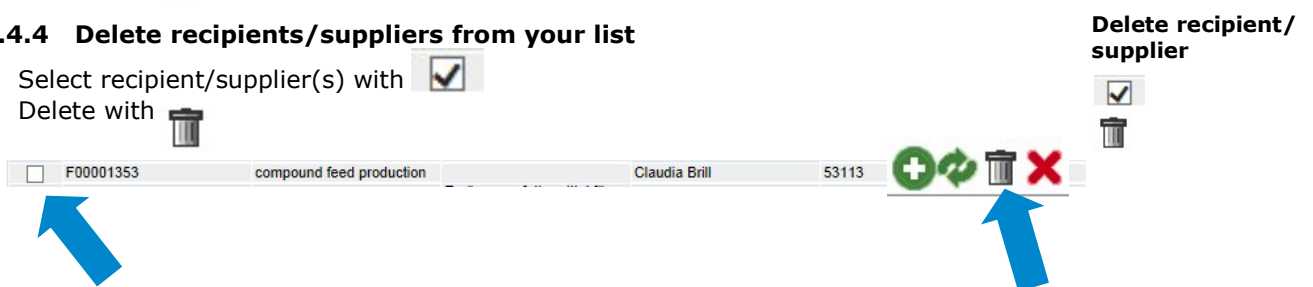 .4.4 Delete recipients/suppliers from your list
Delete recipient/
supplier
Select recipient/supplier(s) with
Delete with
F00001353 compound feed production Claudia Brill 53113